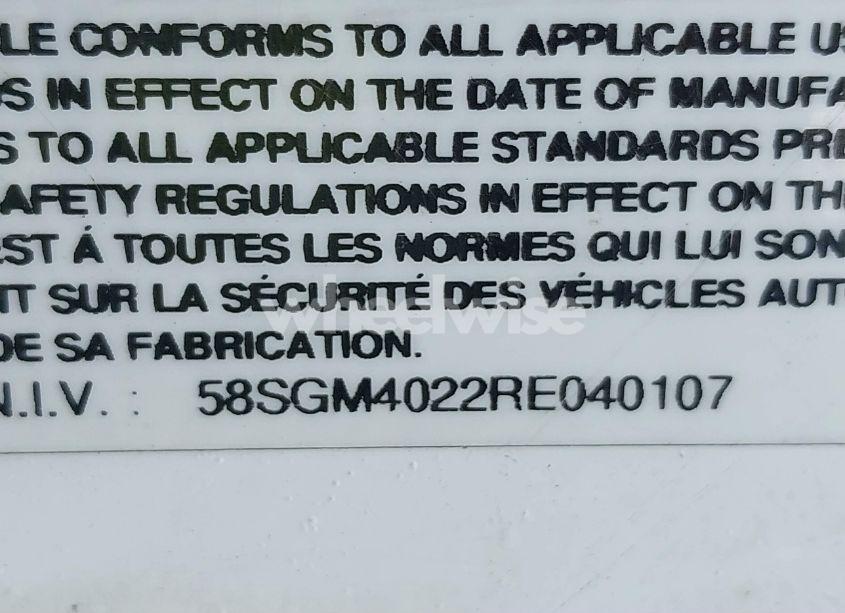 LE CONFORMS TO ALL APPLICABLE U
S IN EFFECT ON THE DATE OF MANUFA
S TO ALL APPLICABLE STANDARDS PRE
AFETY REGULATIONS IN EFFECT ON TH
EST Á TOUTES LES NORMES QUI LUI SON
T SUR LA SÉCURITÉ DES VÉHICLES AUT
wheelwise
DE SA FABRICATION.
N.I.V. : 58SGM4022RE040107